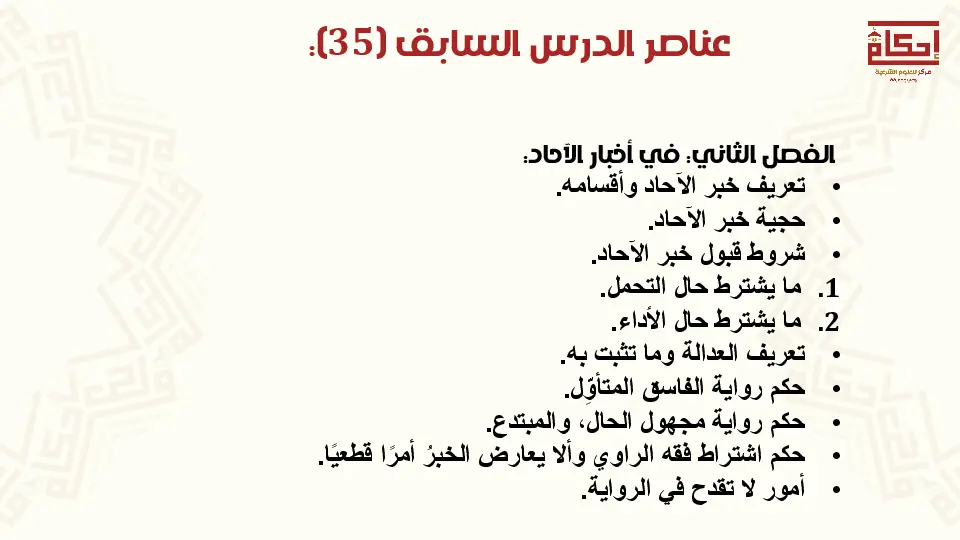 عناصر الدرس السابق (35):
إحكام
مركز للعلوم الشرعية
الفصل الثاني: في أخبار الآحاد:
• تعريف خبر الآحاد وأقسامه.
• حجية خبر الآحاد.
• شروط قبول خبر الآحاد.
1. ما يشترط حال التحمل.
2. ما يشترط حال الأداء.
• تعريف العدالة وما تثبت به.
• حكم رواية الفاسق المتأوِّل.
• حكم رواية مجهول الحال، والمبتدع.
• حكم اشتراط فقه الراوي وألا يعارض الخبرُ أمرًا قطعيًا.
• أمور لا تقدح في الرواية.